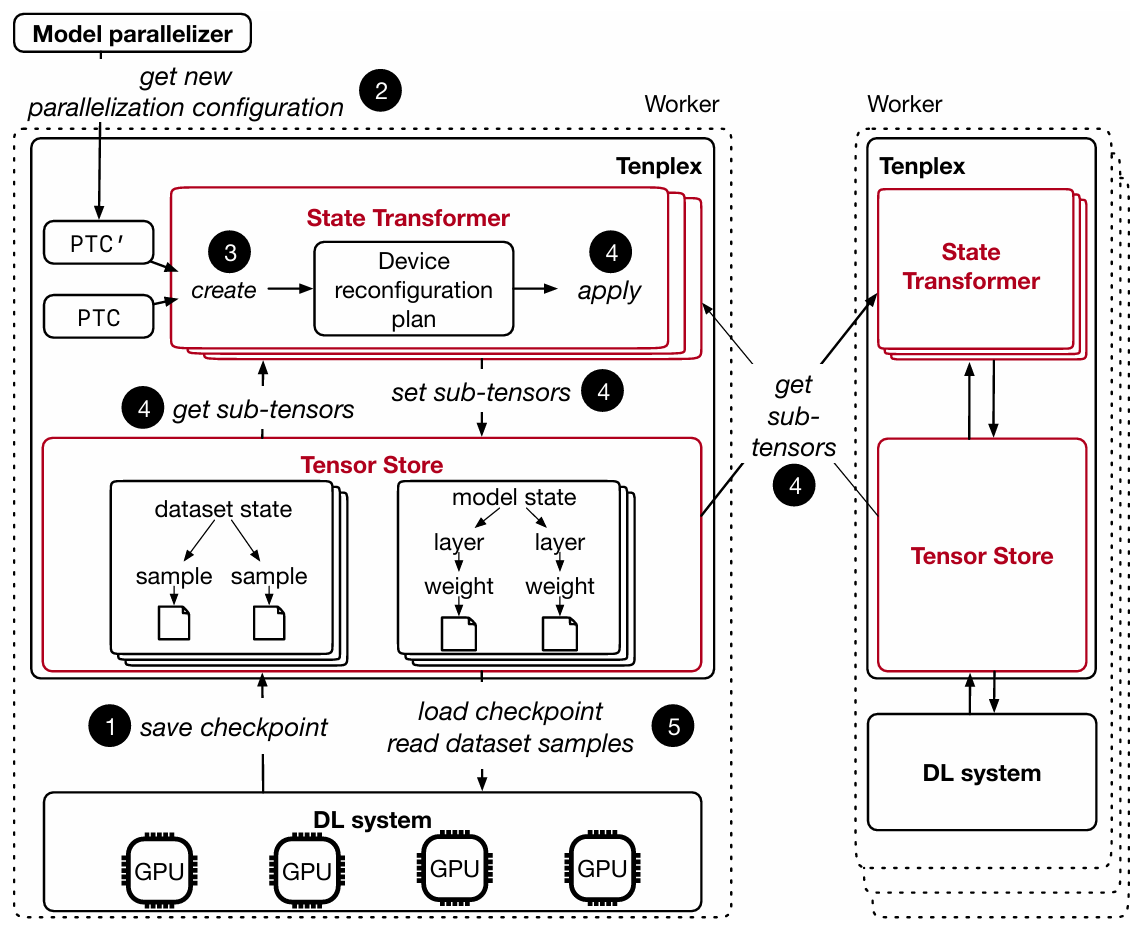 Model parallelizer
get new
parallelization configuration
2
Worker
Tenplex
State Transformer
PTC′
PTC
3
create
Device
reconfiguration
plan
4
apply
4
get sub-tensors
set sub-tensors
4
Tensor Store
dataset state
sample
sample
model state
layer
layer
weight
weight
1
save checkpoint
load checkpoint
read dataset samples
5
DL system
GPU
GPU
GPU
GPU
get
sub-
tensors
4
Worker
Tenplex
State
Transformer
Tensor Store
DL system